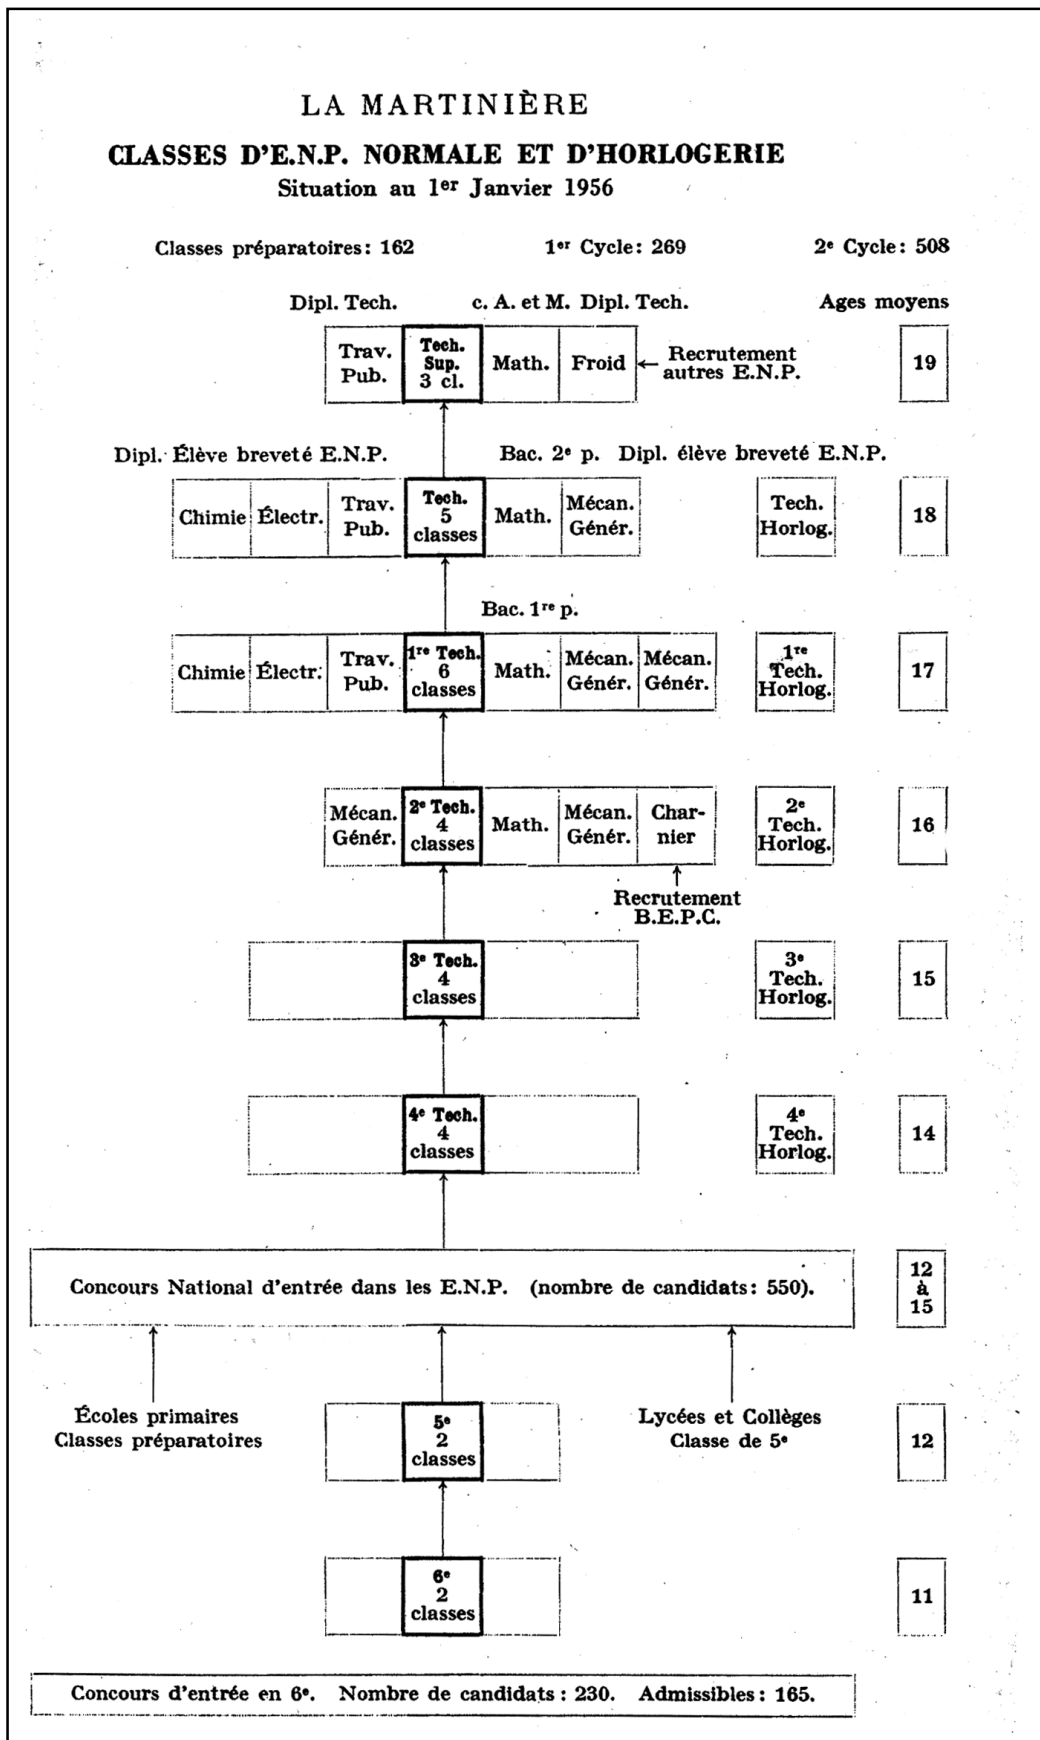 LA MARTINIÈRE
CLASSES D'E.N.P. NORMALE ET D'HORLOGERIE
Situation au 1er Janvier 1956
Classes préparatoires: 162 1er Cycle: 269 2e Cycle: 508
Dipl. Tech. c. A. et M. Dipl. Tech. Ages moyens
Trav. Pub.
Tech. Sup. 3 cl.
Math.
Froid
Recrutement autres E.N.P.
19
Dipl. Élève breveté E.N.P. Bac. 2e p. Dipl. élève breveté E.N.P.
Chimie
Électr.
Trav. Pub.
Tech. 5 classes
Math.
Mécan. Génér.
Tech. Horlog.
18
Bac. 1re p.
Chimie
Électr.
Trav. Pub.
1re Tech. 6 classes
Math.
Mécan. Génér.
Mécan. Génér.
1re Tech. Horlog.
17
Mécan. Génér.
2e Tech. 4 classes
Math.
Mécan. Génér.
Char-
nier
2e Tech. Horlog.
16
Recrutement
B.E.P.C.
3e Tech. 4 classes
3e Tech. Horlog.
15
4e Tech. 4 classes
4e Tech. Horlog.
14
Concours National d'entrée dans les E.N.P. (nombre de candidats: 550).
12 à 15
Écoles primaires
Classes préparatoires
5e 2 classes
Lycées et Collèges
Classe de 5e
12
6e 2 classes
11
Concours d'entrée en 6e. Nombre de candidats: 230. Admissibles: 165.